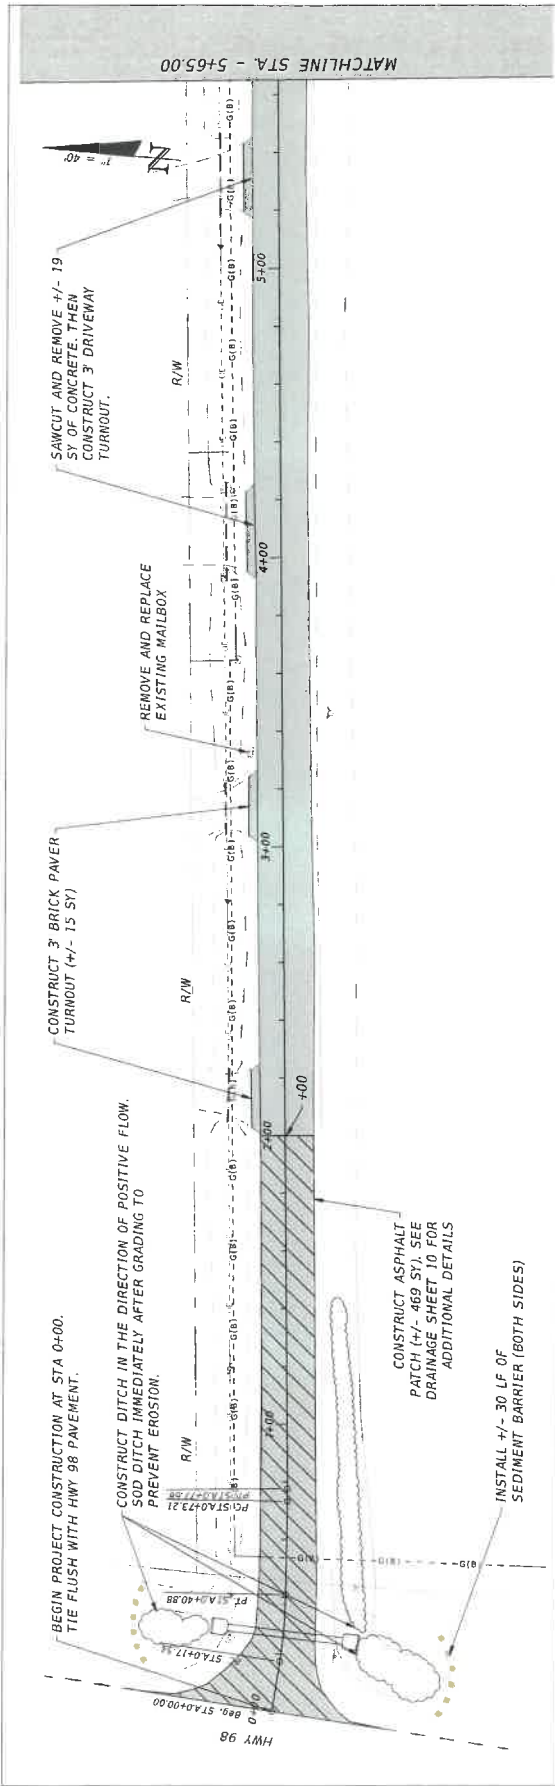 MATCHLINE STA. - 5+65.00
1" = 40'
N
SAWCUT AND REMOVE +/- 19
SY OF CONCRETE. THEN
CONSTRUCT 3' DRIVEWAY
TURNOUT.
R/W
REMOVE AND REPLACE
EXISTING MAILBOX
CONSTRUCT 3' BRICK PAVER
TURNOUT (+/- 15 SY)
R/W
CONSTRUCT DITCH IN THE DIRECTION OF POSITIVE FLOW.
SOD DITCH IMMEDIATELY AFTER GRADING TO
PREVENT EROSION.
R/W
BEGIN PROJECT CONSTRUCTION AT STA 0+00.
TIE FLUSH WITH HWY 98 PAVEMENT.
G(B)
G(B)
G(B)
G(B)
G(B)
G(B)
G(B)
G(B)
G(B)
G(B)
G(B)
G(B)
G(B)
G(B)
5+00
4+00
3+00
2+00
+00
1+00
0+00
PC: STA.0+73.21
PT. STA.0+40.88
Beg. STA.0+00.00
HWY 98
G(B)
G(B)
CONSTRUCT ASPHALT
PATCH (+/- 469 SY). SEE
DRAINAGE SHEET 10 FOR
ADDITIONAL DETAILS
INSTALL +/- 30 LF OF
SEDIMENT BARRIER (BOTH SIDES)